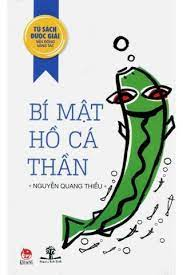 TỦ SÁCH
ĐƯỢC GIẢI
BÍ MẬT
HỒ CÁ
THẦN
• NGUYỄN QUANG THIỀU •